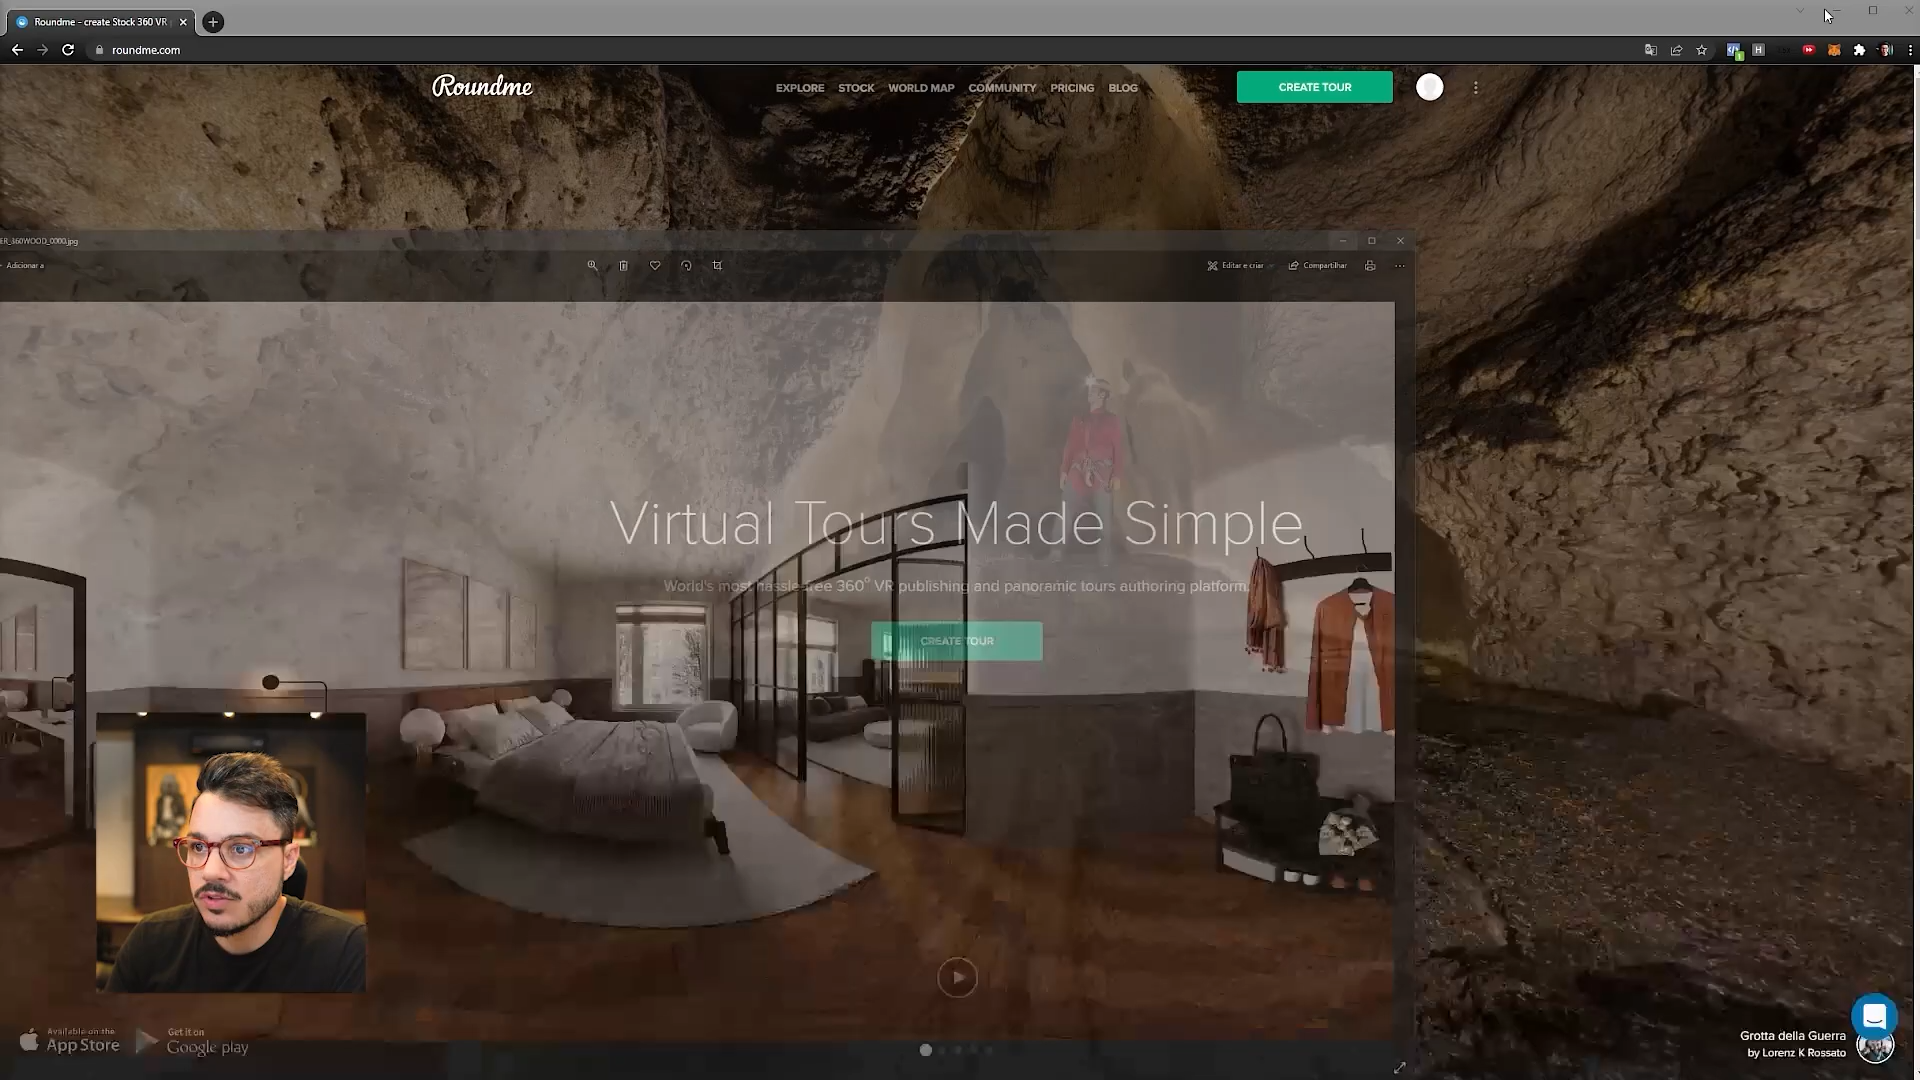 Roundme - create Stock 360 VR
roundme.com
Roundme
EXPLORE STOCK WORLD MAP COMMUNITY PRICING BLOG
CREATE TOUR
ER_360WOOD_0000.jpg
Adicionar a
Editar e criar
Compartilhar
Virtual Tours Made Simple
World's most hassle-free 360° VR publishing and panoramic tours authoring platform.
CREATE TOUR
Available on the
App Store
Get it on
Google play
Grotta della Guerra
by Lorenz K Rossato